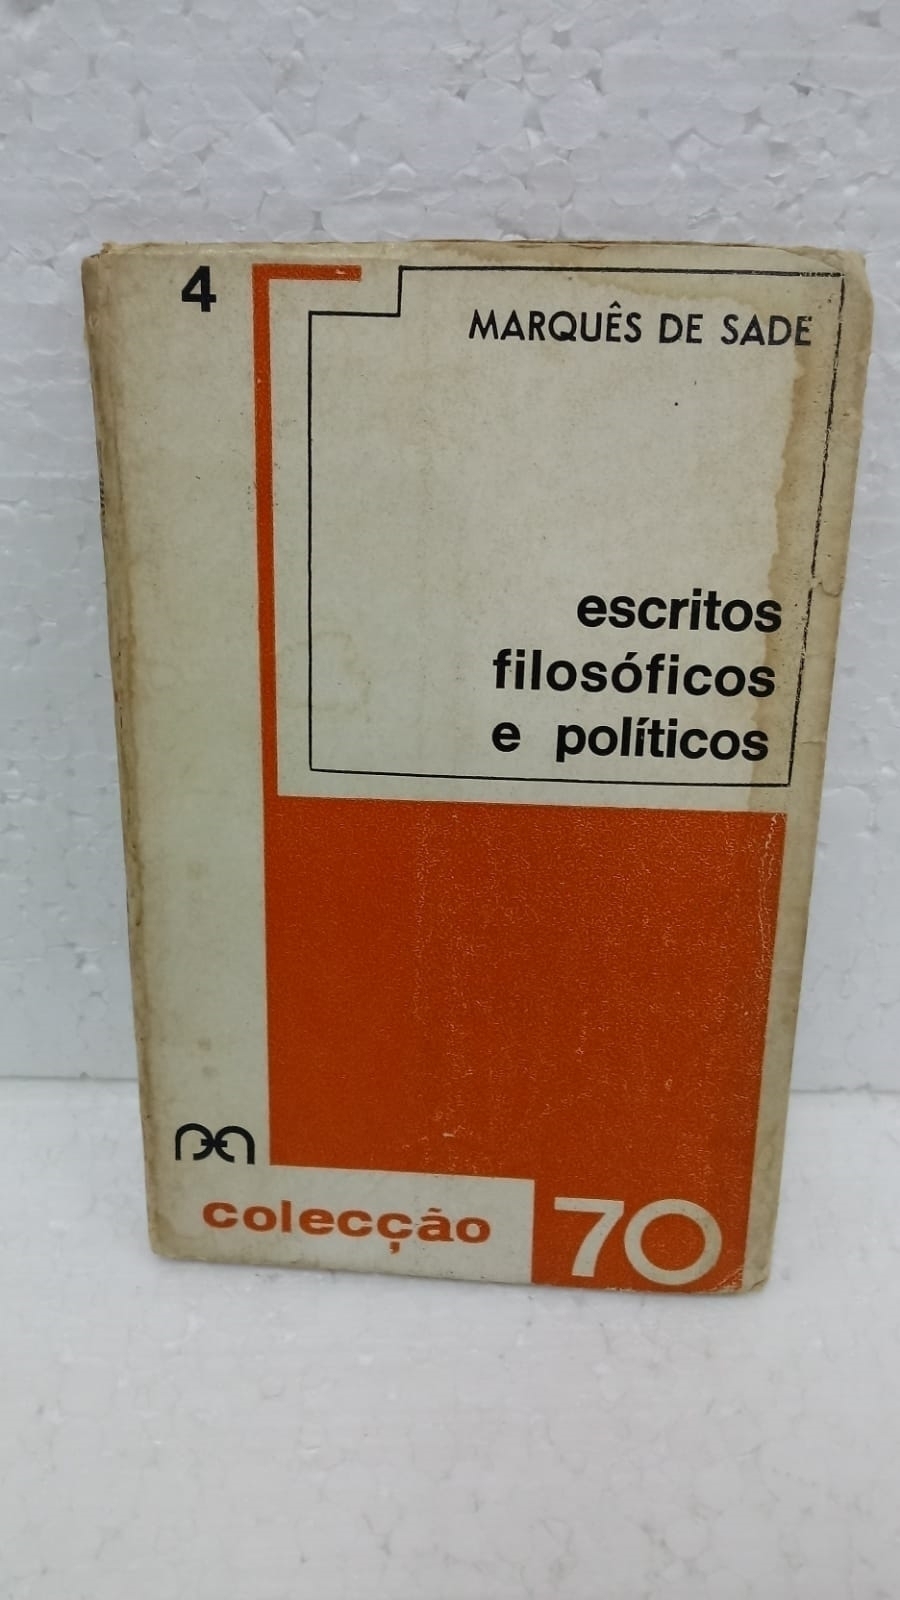 4
MARQUÊS DE SADE
escritos
filosóficos
e políticos
colecção 70